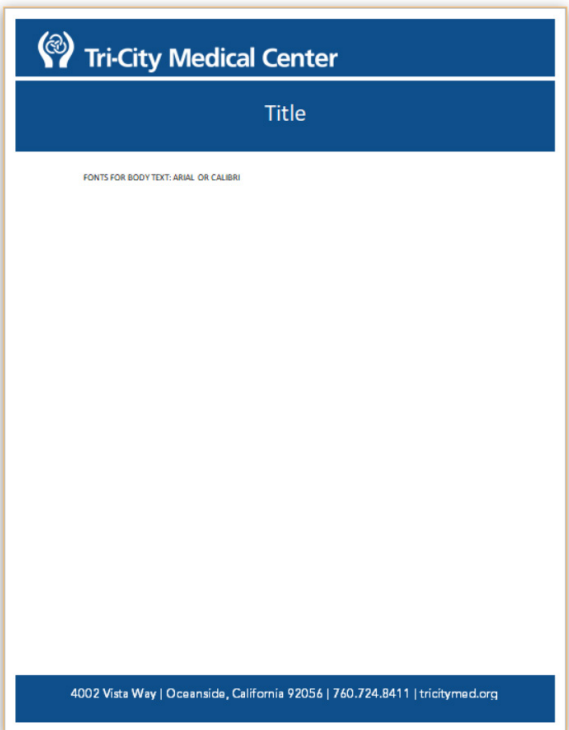 Tri-City Medical Center
Title
FONTS FOR BODY TEXT: ARIAL OR CALIBRI
4002 Vista Way | Oceanside, California 92056 | 760.724.8411 | tricitymed.org